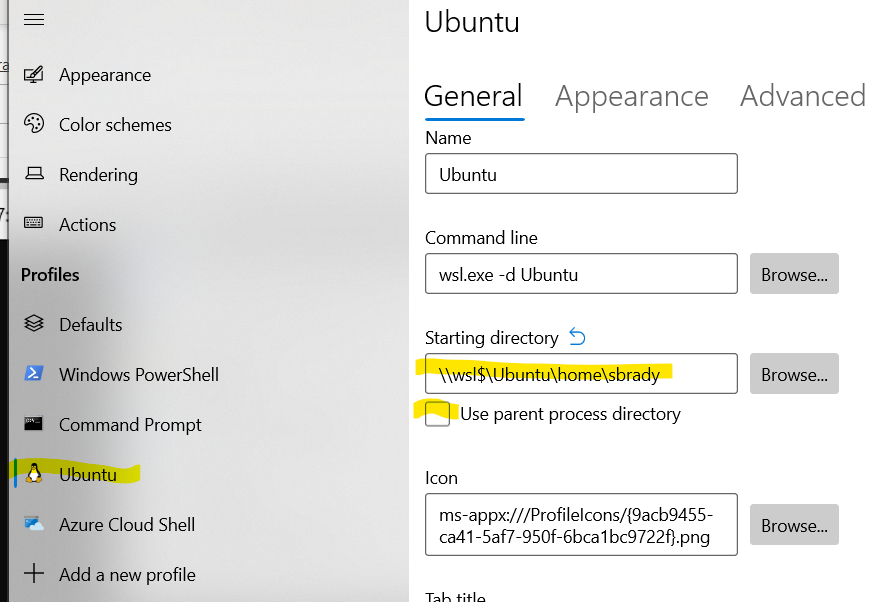 Appearance
Color schemes
Rendering
Actions
Profiles
Defaults
Windows PowerShell
Command Prompt
Ubuntu
Azure Cloud Shell
Add a new profile
Ubuntu
General Appearance Advanced
Name
Ubuntu
Command line
wsl.exe -d Ubuntu
Browse...
Starting directory
\\wsl$\Ubuntu\home\sbrady
Browse...
Use parent process directory
Icon
ms-appx:///ProfileIcons/{9acb9455-
ca41-5af7-950f-6bca1bc9722f}.png
Browse...
Tab title